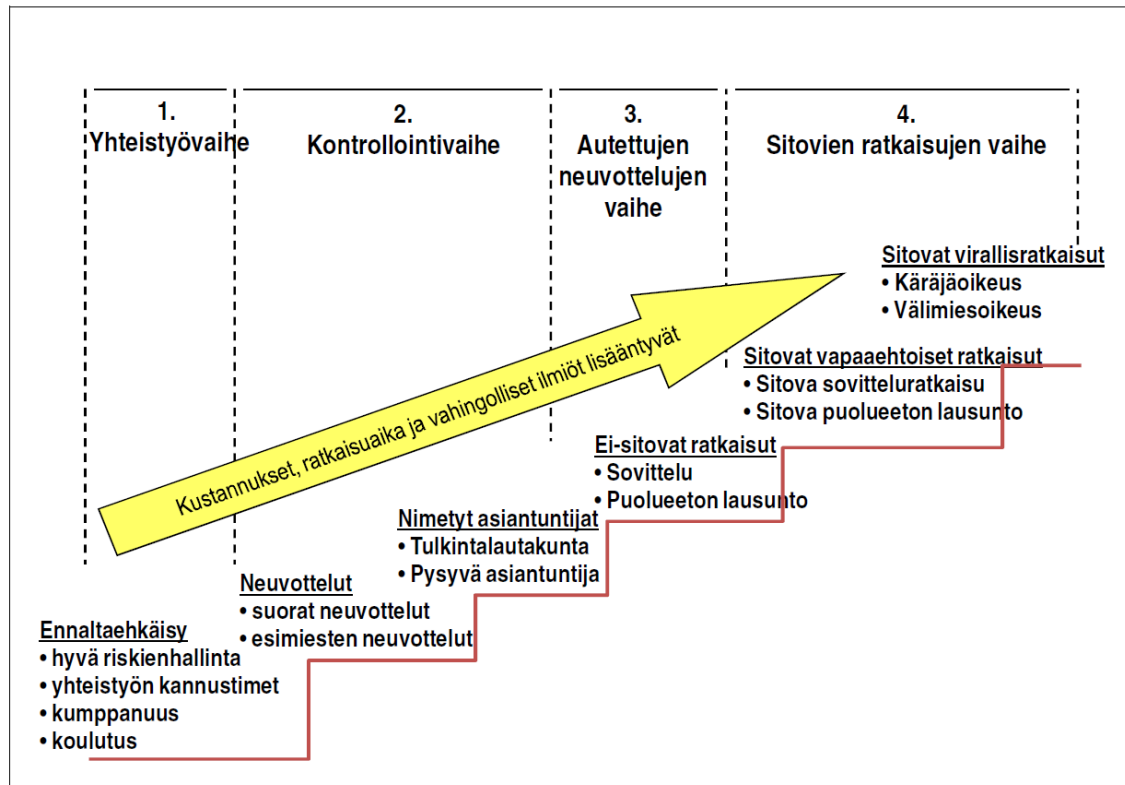 1.
Yhteistyövaihe
2.
Kontrollointivaihe
3.
Autettujen
neuvottelujen
vaihe
4.
Sitovien ratkaisujen vaihe
Kustannukset, ratkaisuaika ja vahingolliset ilmiöt lisääntyvät
Ennaltaehkäisy
• hyvä riskienhallinta
• yhteistyön kannustimet
• kumppanuus
• koulutus
Neuvottelut
• suorat neuvottelut
• esimiesten neuvottelut
Nimetyt asiantuntijat
• Tulkintalautakunta
• Pysyvä asiantuntija
Ei-sitovat ratkaisut
• Sovittelu
• Puolueeton lausunto
Sitovat vapaaehtoiset ratkaisut
• Sitova sovitteluratkaisu
• Sitova puolueeton lausunto
Sitovat virallisratkaisut
• Käräjäoikeus
• Välimiesoikeus